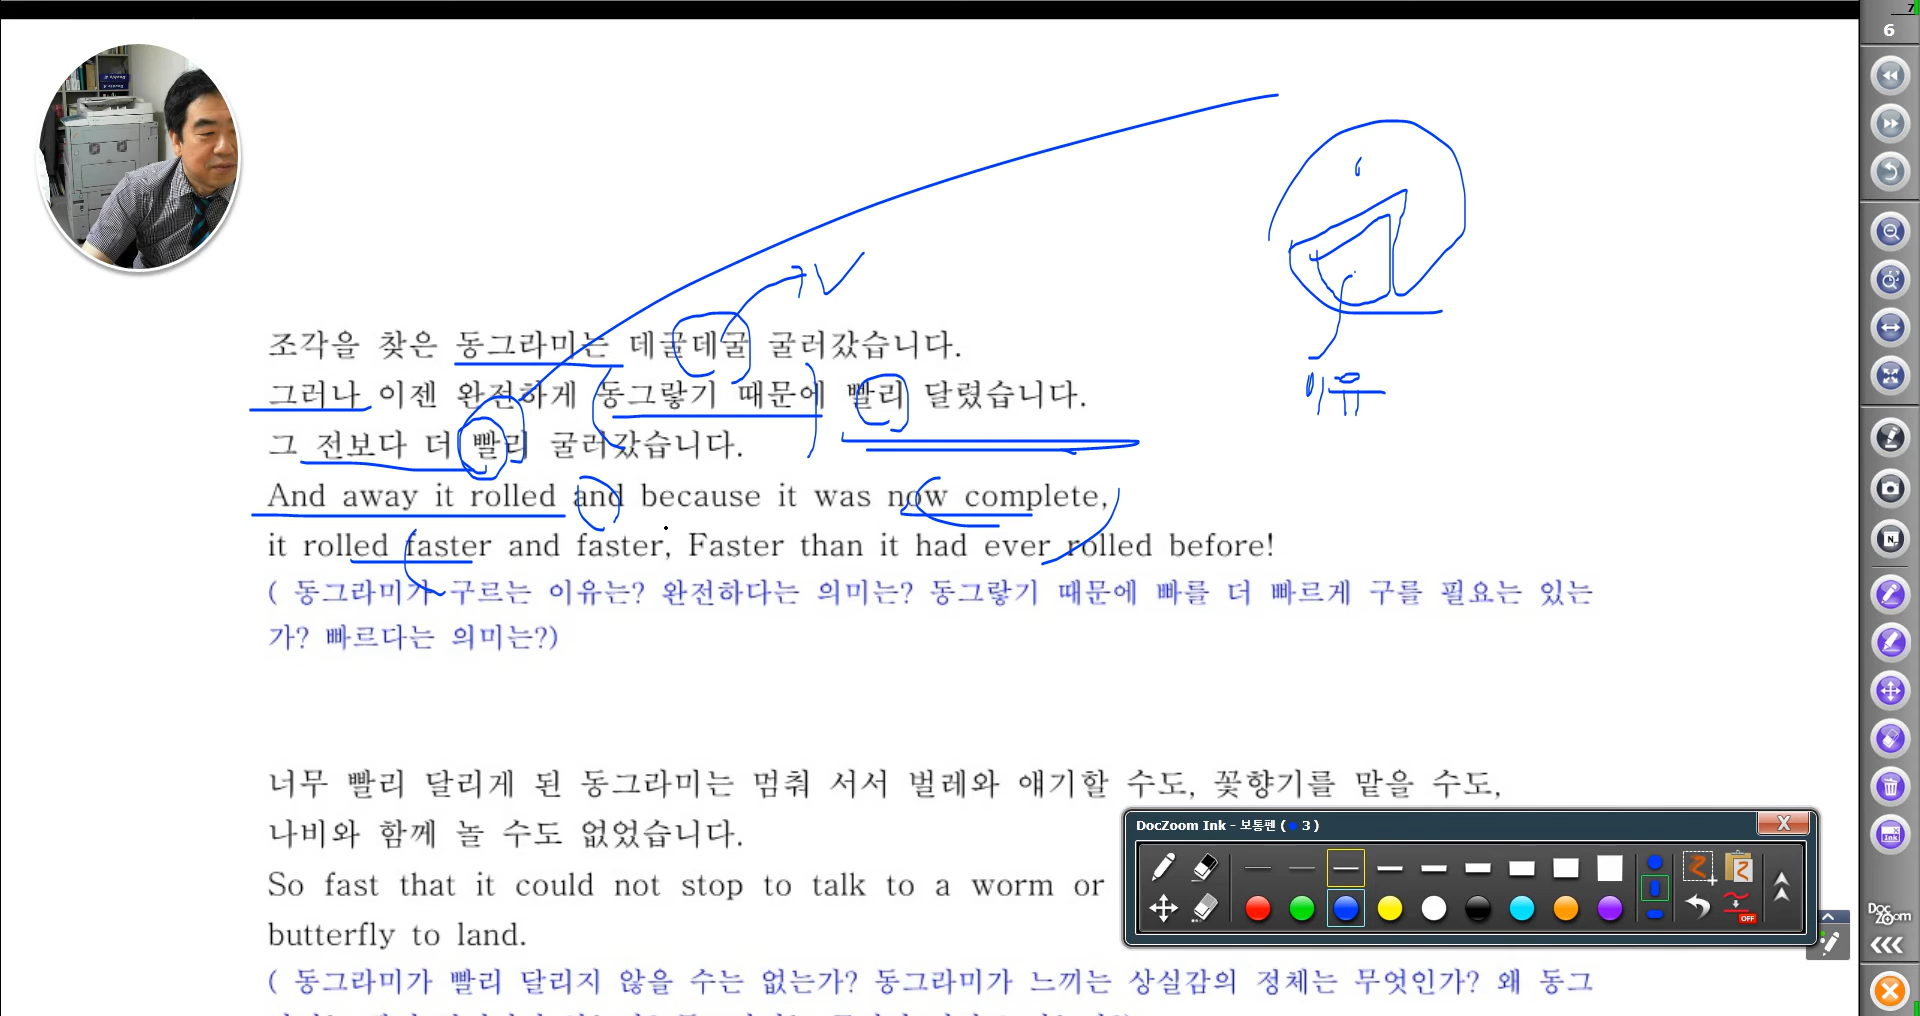 7
6
조각을 찾은 동그라미는 데굴데굴 굴러갔습니다.
그러나 이젠 완전하게 동그랗기 때문에 빨리 달렸습니다.
그 전보다 더 빨리 굴러갔습니다.
And away it rolled and because it was now complete,
it rolled faster and faster, Faster than it had ever rolled before!
( 동그라미가 구르는 이유는? 완전하다는 의미는? 동그랗기 때문에 빠를 더 빠르게 구를 필요는 있는
가? 빠르다는 의미는?)
이유
너무 빨리 달리게 된 동그라미는 멈춰 서서 벌레와 얘기할 수도, 꽃향기를 맡을 수도,
나비와 함께 놀 수도 없었습니다.
So fast that it could not stop to talk to a worm or
butterfly to land.
( 동그라미가 빨리 달리지 않을 수는 없는가? 동그라미가 느끼는 상실감의 정체는 무엇인가? 왜 동그
DocZoom Ink - 보통펜 ( 3 )
OFF
Doc
Zoom
Ink
N